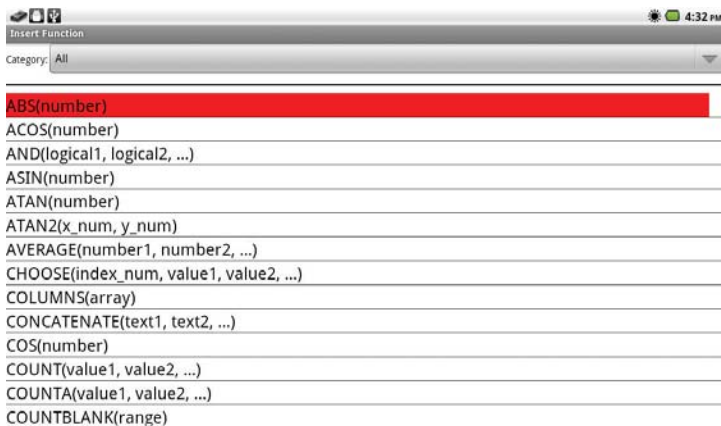 4:32 PM
Insert Function
Category: All
ABS(number)
ACOS(number)
AND(logical1, logical2, ...)
ASIN(number)
ATAN(number)
ATAN2(x_num, y_num)
AVERAGE(number1, number2, ...)
CHOOSE(index_num, value1, value2, ...)
COLUMNS(array)
CONCATENATE(text1, text2, ...)
COS(number)
COUNT(value1, value2, ...)
COUNTA(value1, value2, ...)
COUNTBLANK(range)